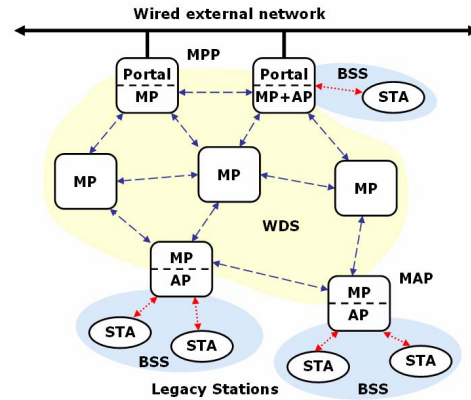 Wired external network
MPP
Portal
MP
Portal
MP+AP
BSS
STA
MP
MP
MP
WDS
MP
AP
MAP
MP
AP
STA
STA
BSS
STA
STA
BSS
Legacy Stations